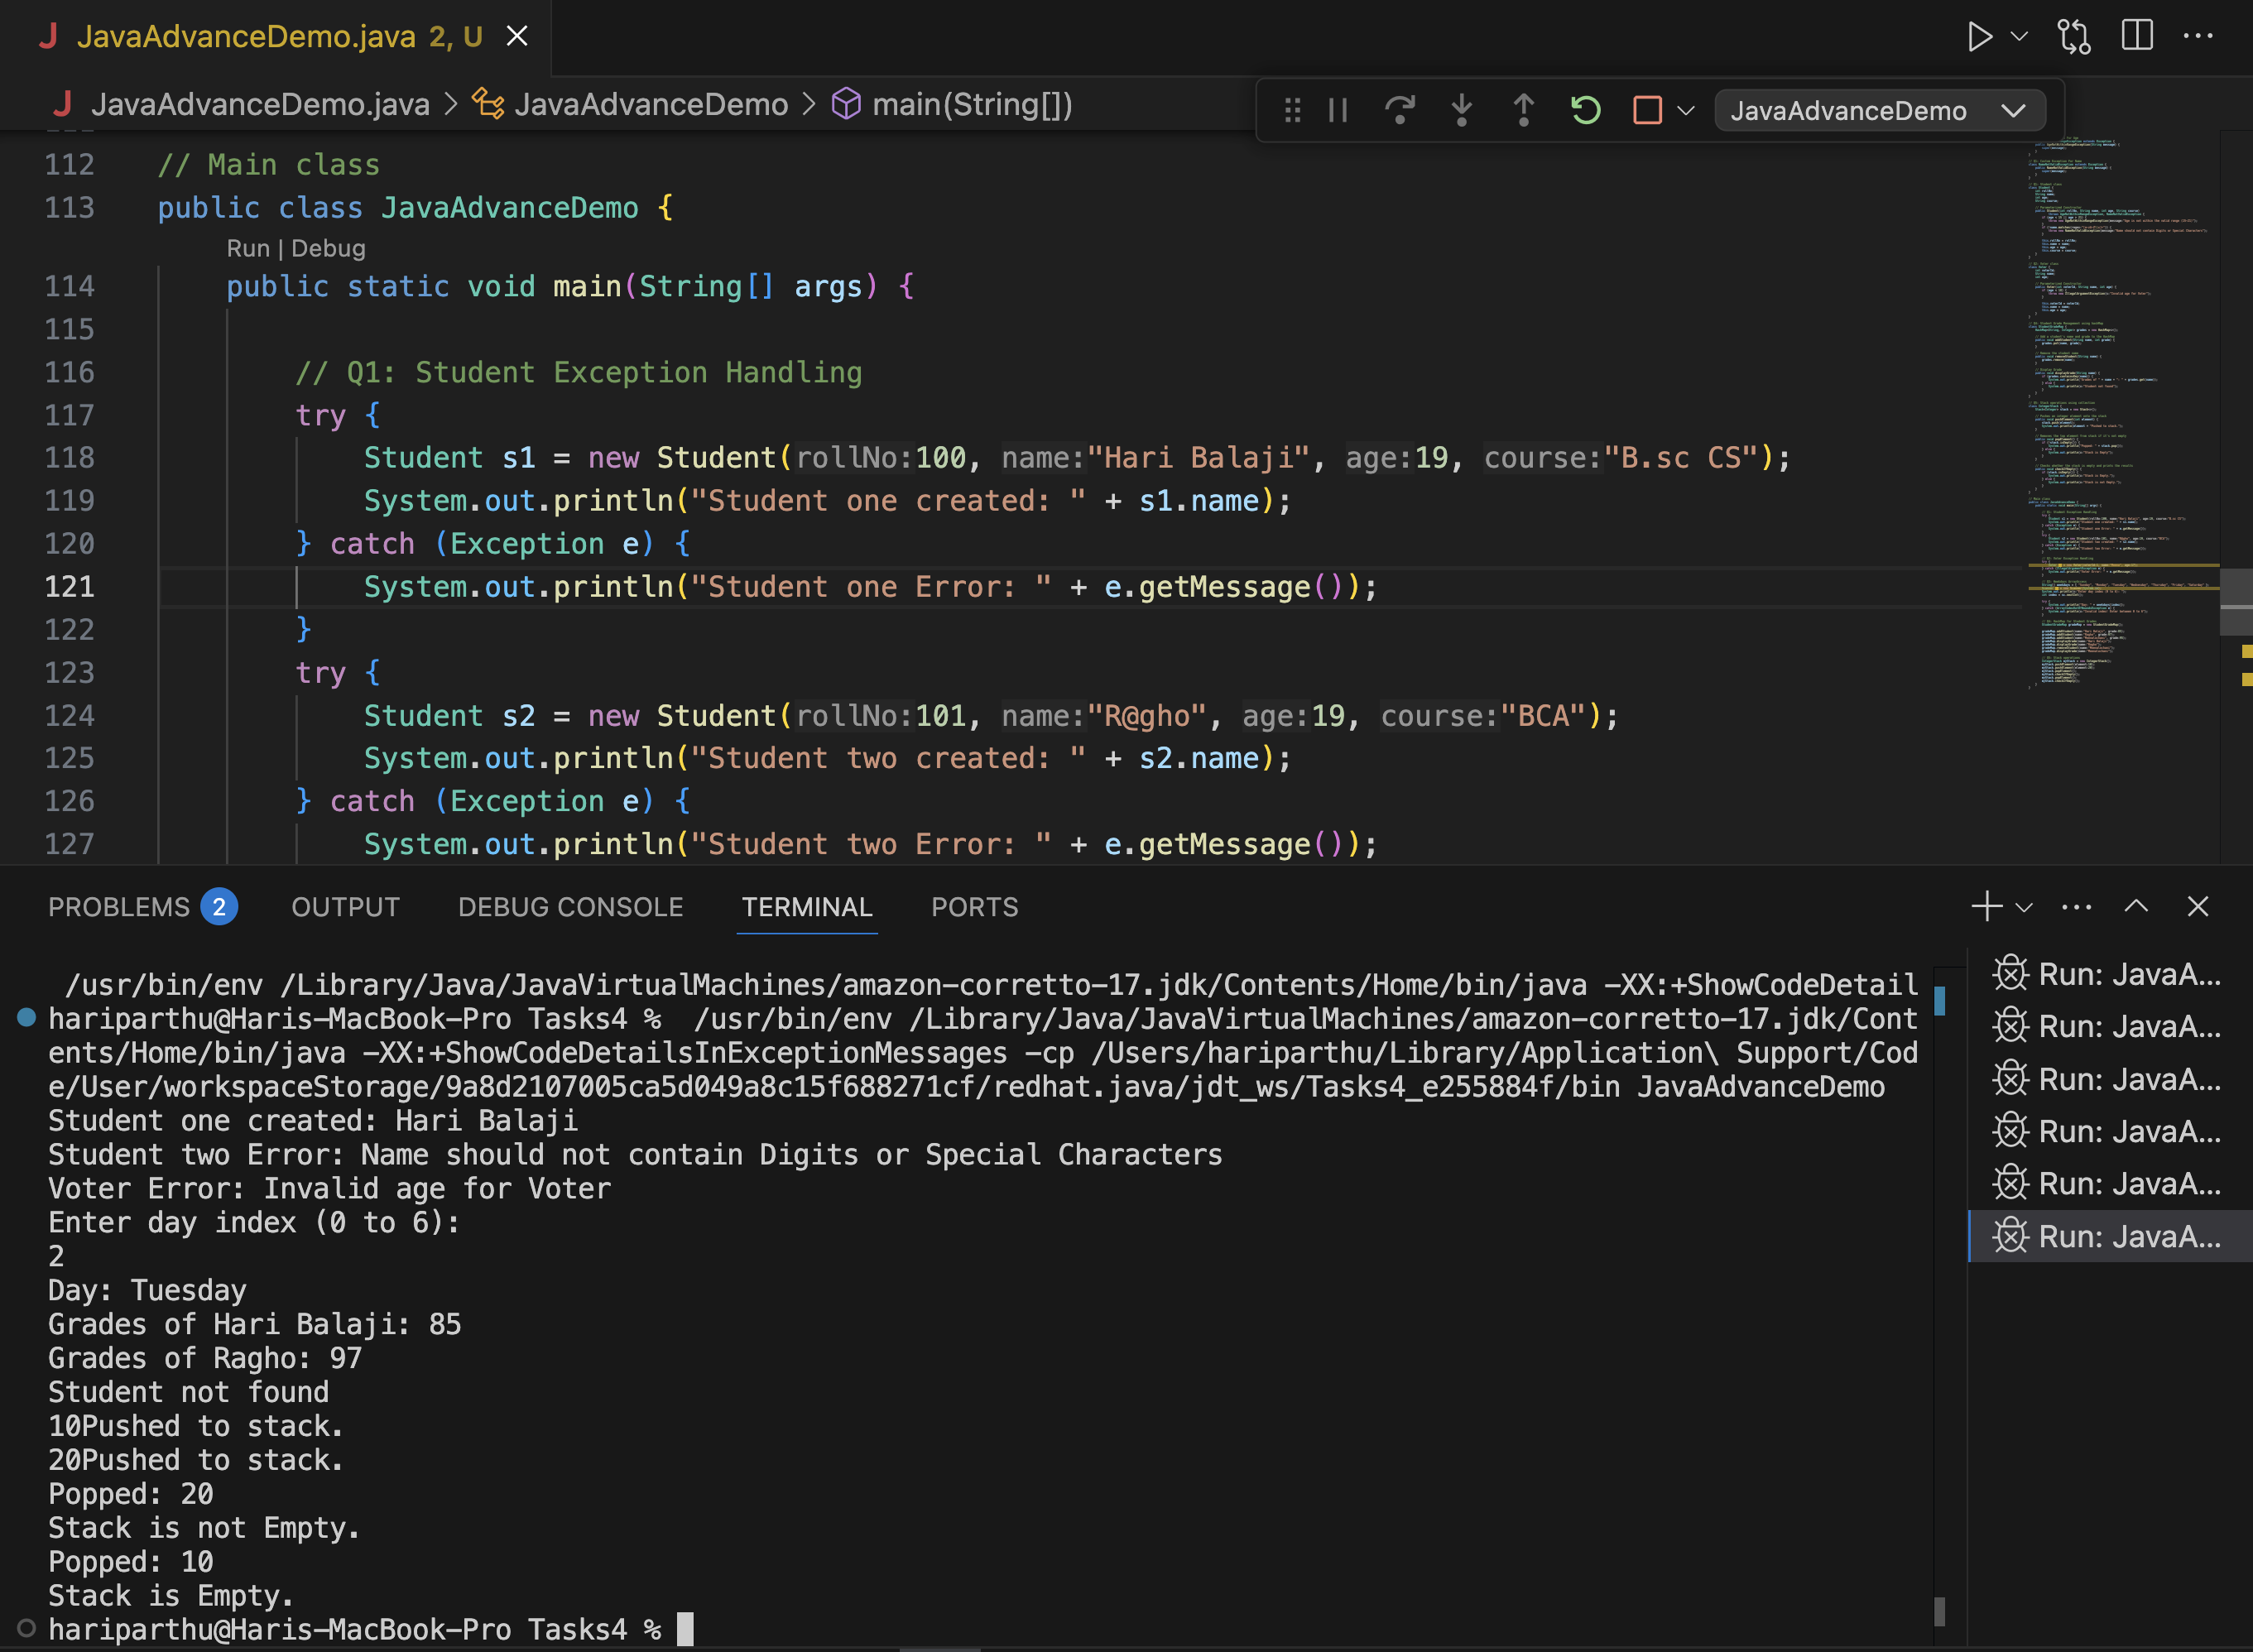 JavaAdvanceDemo.java 2, U
JavaAdvanceDemo.java > JavaAdvanceDemo > main(String[])
JavaAdvanceDemo
112 // Main class
113 public class JavaAdvanceDemo {
Run | Debug
114 public static void main(String[] args) {
115
116 // Q1: Student Exception Handling
117 try {
118 Student s1 = new Student(rollNo:100, name:"Hari Balaji", age:19, course:"B.sc CS");
119 System.out.println("Student one created: " + s1.name);
120 } catch (Exception e) {
121 System.out.println("Student one Error: " + e.getMessage());
122 }
123 try {
124 Student s2 = new Student(rollNo:101, name:"R@gho", age:19, course:"BCA");
125 System.out.println("Student two created: " + s2.name);
126 } catch (Exception e) {
127 System.out.println("Student two Error: " + e.getMessage());
PROBLEMS 2 OUTPUT DEBUG CONSOLE TERMINAL PORTS
/usr/bin/env /Library/Java/JavaVirtualMachines/amazon-corretto-17.jdk/Contents/Home/bin/java -XX:+ShowCodeDetail
hariparthu@Haris-MacBook-Pro Tasks4 % /usr/bin/env /Library/Java/JavaVirtualMachines/amazon-corretto-17.jdk/Cont
ents/Home/bin/java -XX:+ShowCodeDetailsInExceptionMessages -cp /Users/hariparthu/Library/Application\ Support/Cod
e/User/workspaceStorage/9a8d2107005ca5d049a8c15f688271cf/redhat.java/jdt_ws/Tasks4_e255884f/bin JavaAdvanceDemo
Student one created: Hari Balaji
Student two Error: Name should not contain Digits or Special Characters
Voter Error: Invalid age for Voter
Enter day index (0 to 6):
2
Day: Tuesday
Grades of Hari Balaji: 85
Grades of Ragho: 97
Student not found
10Pushed to stack.
20Pushed to stack.
Popped: 20
Stack is not Empty.
Popped: 10
Stack is Empty.
hariparthu@Haris-MacBook-Pro Tasks4 %
Run: JavaA...
Run: JavaA...
Run: JavaA...
Run: JavaA...
Run: JavaA...
Run: JavaA...